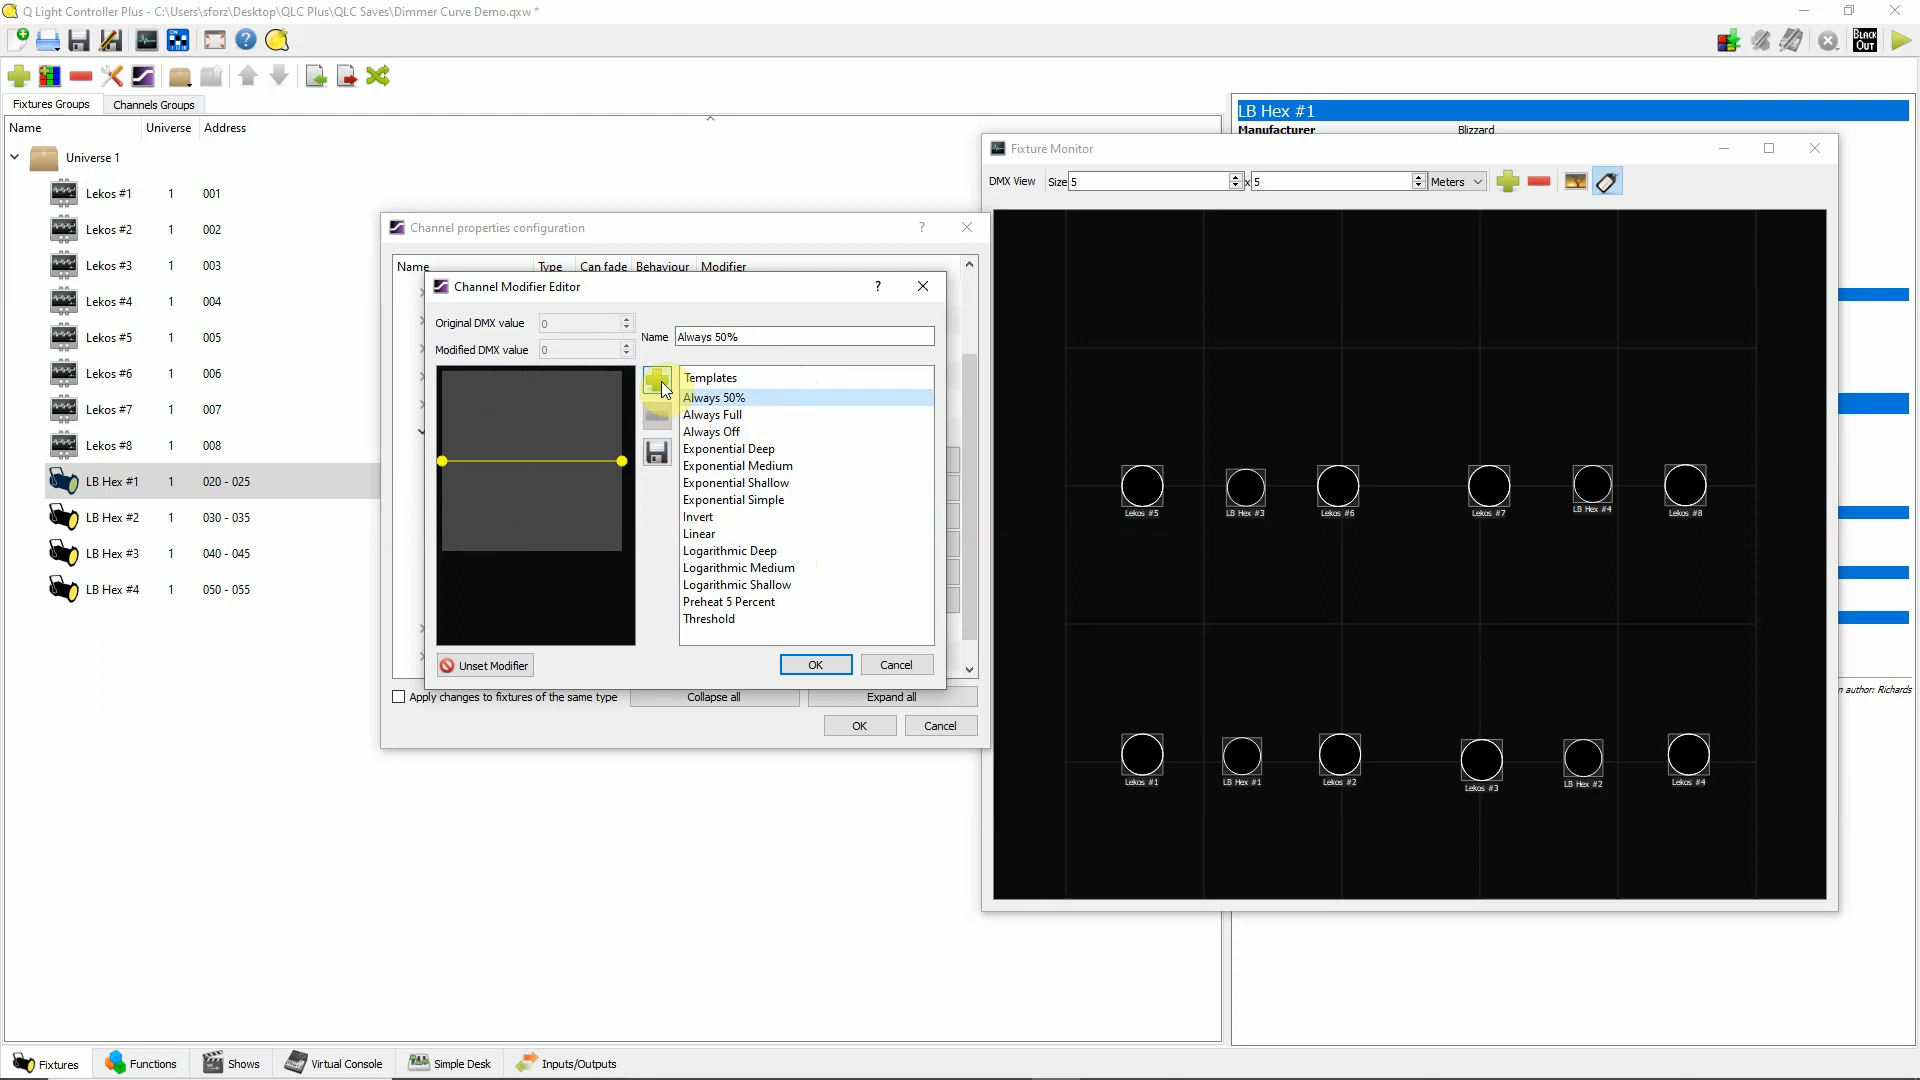 Q Light Controller Plus - C:\Users\sforz\Desktop\QLC Plus\QLC Saves\Dimmer Curve Demo.qxw *
BLACK
OUT
Fixtures Groups
Channels Groups
Name Universe Address
Universe 1
Lekos #1 1 001
Lekos #2 1 002
Lekos #3 1 003
Lekos #4 1 004
Lekos #5 1 005
Lekos #6 1 006
Lekos #7 1 007
Lekos #8 1 008
LB Hex #1 1 020 - 025
LB Hex #2 1 030 - 035
LB Hex #3 1 040 - 045
LB Hex #4 1 050 - 055
Channel properties configuration
Name Type Can fade Behaviour Modifier
Channel Modifier Editor
Original DMX value 0
Modified DMX value 0
Name Always 50%
Templates
Always 50%
Always Full
Always Off
Exponential Deep
Exponential Medium
Exponential Shallow
Exponential Simple
Invert
Linear
Logarithmic Deep
Logarithmic Medium
Logarithmic Shallow
Preheat 5 Percent
Threshold
Unset Modifier
OK
Cancel
Apply changes to fixtures of the same type
Collapse all
Expand all
OK
Cancel
LB Hex #1
Manufacturer Blizzard
Fixture Monitor
DMX View Size 5 x 5 Meters
Lekos #5
LB Hex #3
Lekos #6
Lekos #7
LB Hex #4
Lekos #8
Lekos #1
LB Hex #1
Lekos #2
Lekos #3
LB Hex #2
Lekos #4
author: Richards
Fixtures
Functions
Shows
Virtual Console
Simple Desk
Inputs/Outputs